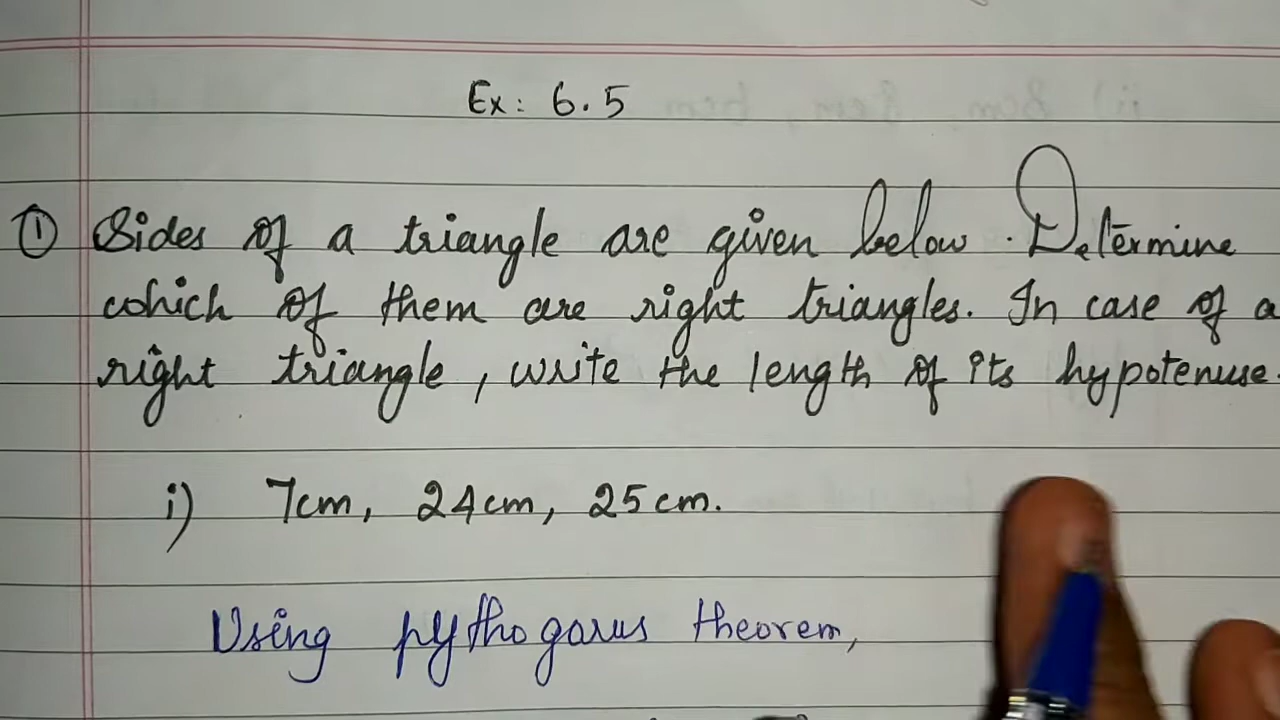 Ex: 6.5
① Sides of a triangle are given below. Determine
which of them are right triangles. In case of a
right triangle, write the length of its hypotenuse.
i) 7cm, 24cm, 25cm.
Using pythogarus theorem,